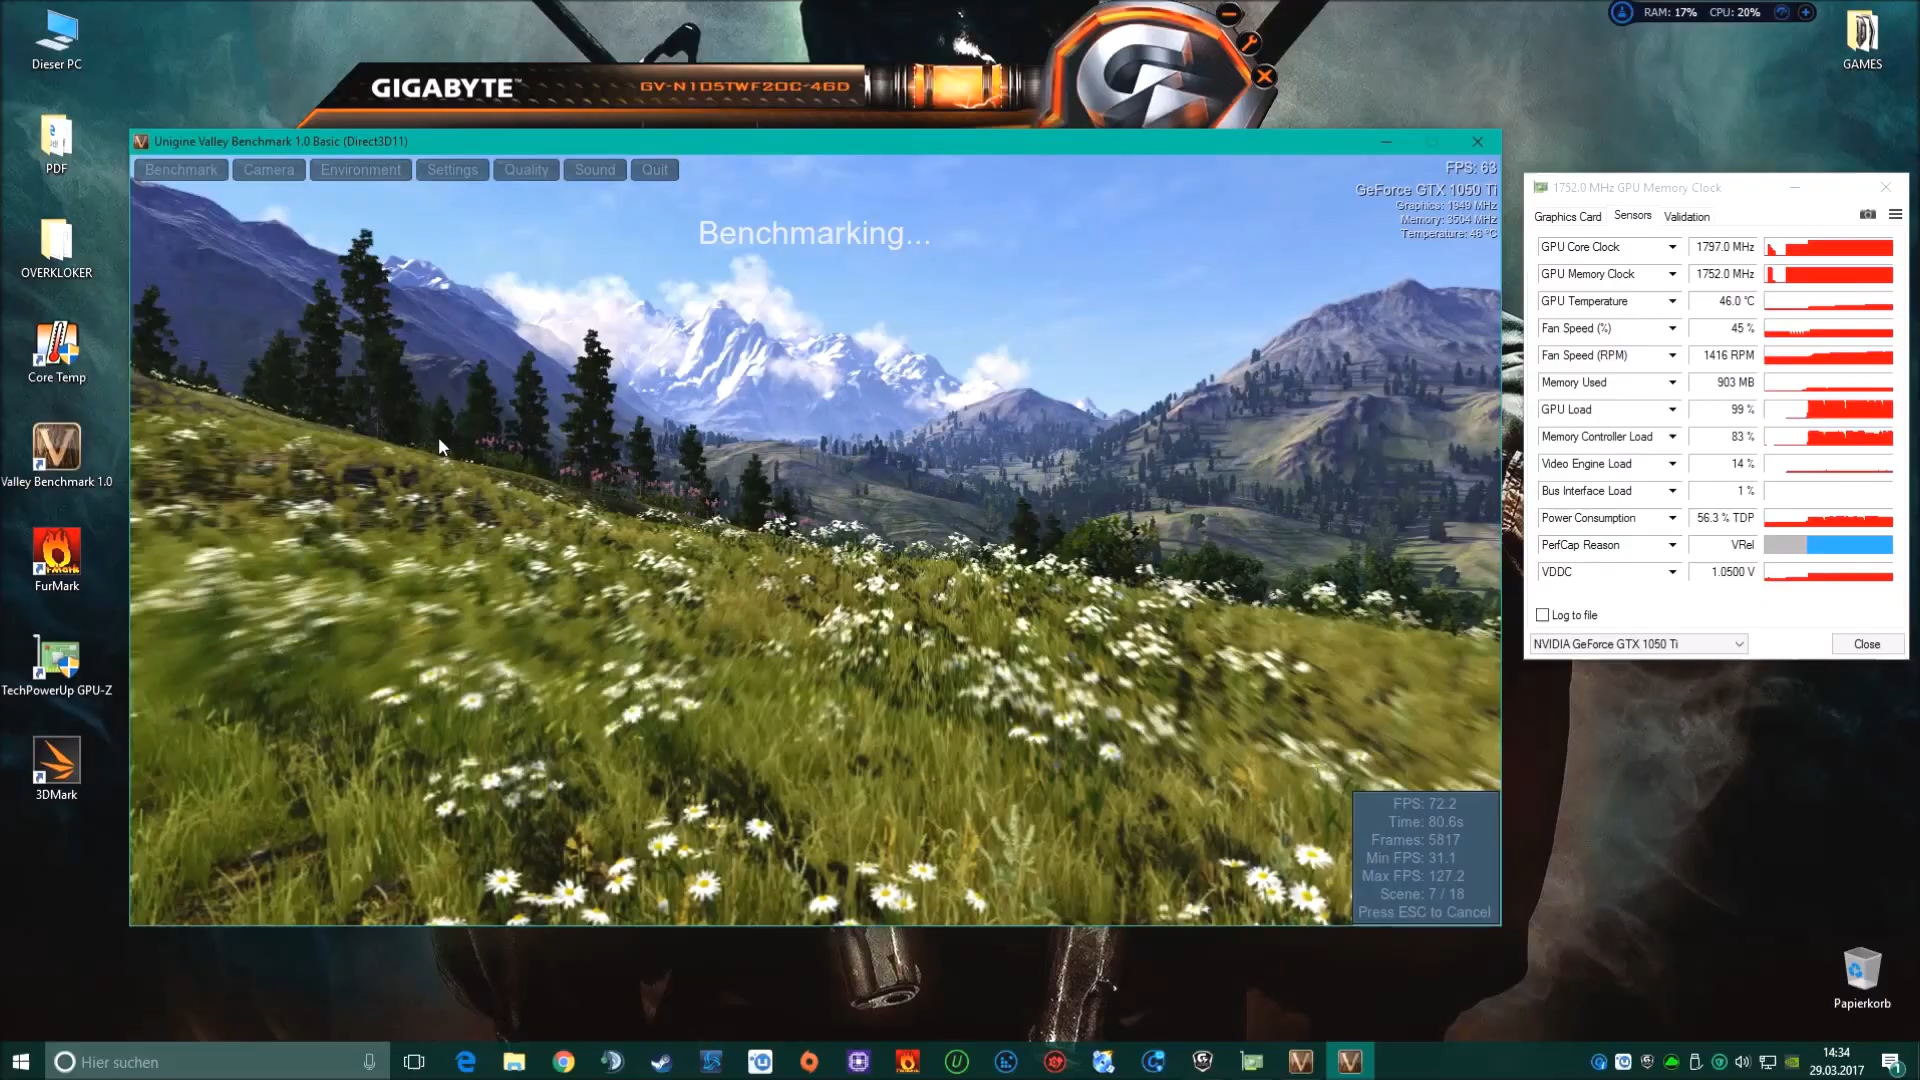 RAM: 17% CPU: 20%
Dieser PC
PDF
OVERKLOKER
Core Temp
Valley Benchmark 1.0
FurMark
TechPowerUp GPU-Z
3DMark
GAMES
Papierkorb
GIGABYTE™ GV-N105TWF2OC-4GD
Unigine Valley Benchmark 1.0 Basic (Direct3D11)
Benchmark Camera Environment Settings Quality Sound Quit
FPS: 63
GeForce GTX 1050 Ti
Graphics: 1949 MHz
Memory: 3504 MHz
Temperature: 46 °C
Benchmarking...
FPS: 72.2
Time: 80.6s
Frames: 5817
Min FPS: 31.1
Max FPS: 127.2
Scene: 7 / 18
Press ESC to Cancel
1752.0 MHz GPU Memory Clock
Graphics Card Sensors Validation
GPU Core Clock 1797.0 MHz
GPU Memory Clock 1752.0 MHz
GPU Temperature 46.0 °C
Fan Speed (%) 45 %
Fan Speed (RPM) 1416 RPM
Memory Used 903 MB
GPU Load 99 %
Memory Controller Load 83 %
Video Engine Load 14 %
Bus Interface Load 1 %
Power Consumption 56.3 % TDP
PerfCap Reason VRel
VDDC 1.0500 V
Log to file
NVIDIA GeForce GTX 1050 Ti Close
Hier suchen
14:34
29.03.2017